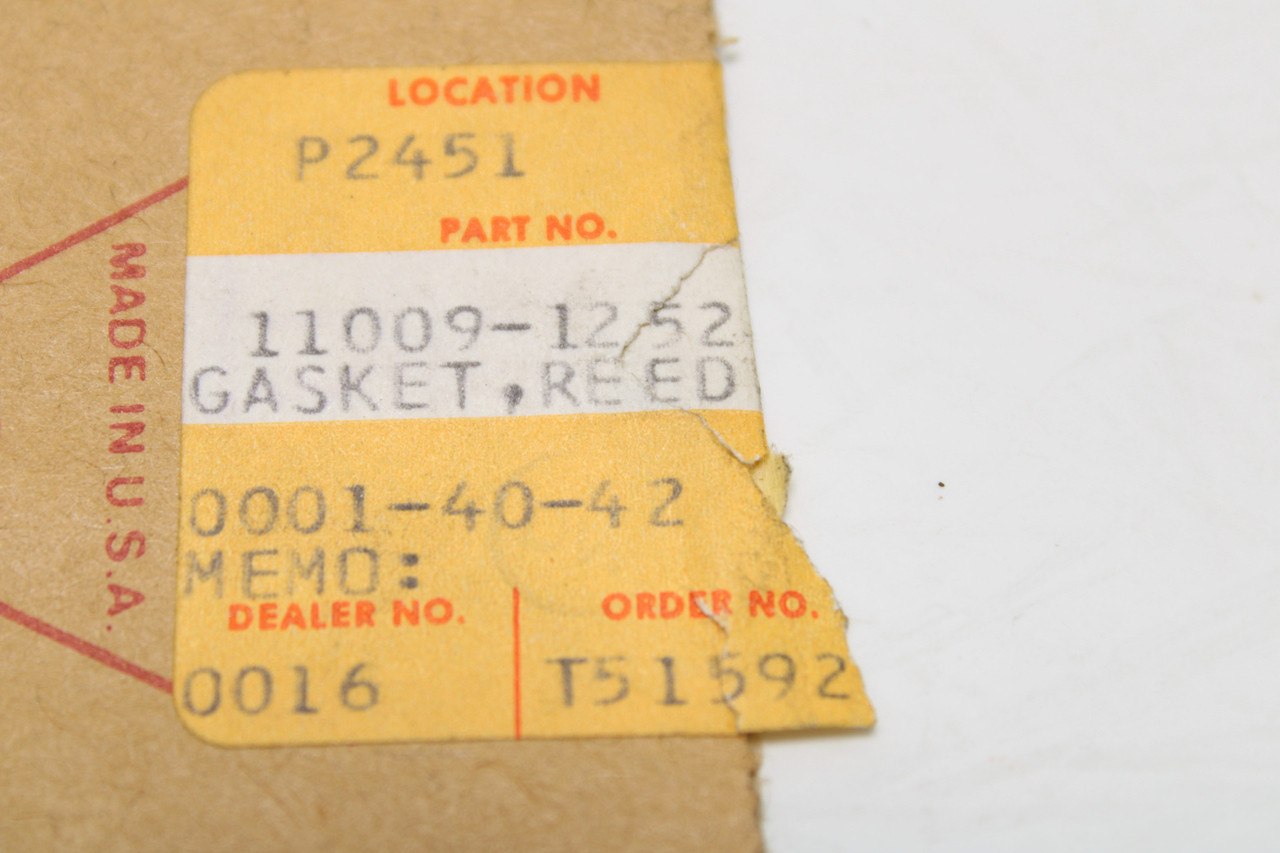 LOCATION
P2451
PART NO.
11009-1252
GASKET,REED
0001-40-42
MEMO:
DEALER NO. ORDER NO.
0016 T51592
MADE IN U.S.A.